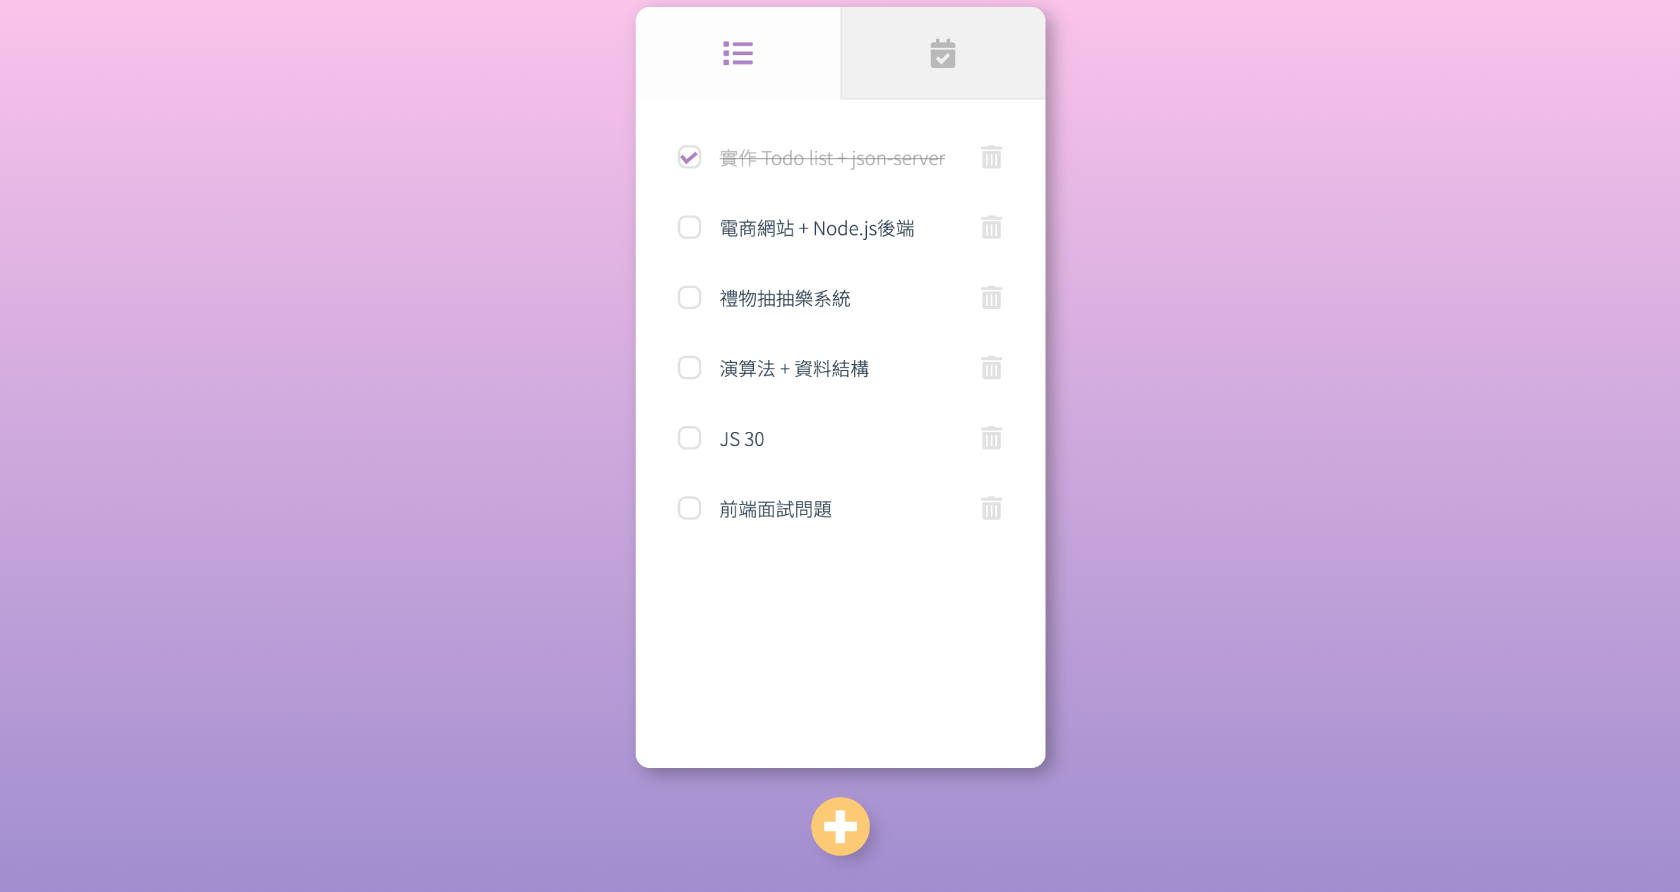 實作 Todo list + json-server
電商網站 + Node.js後端
禮物抽抽樂系統
演算法 + 資料結構
JS 30
前端面試問題